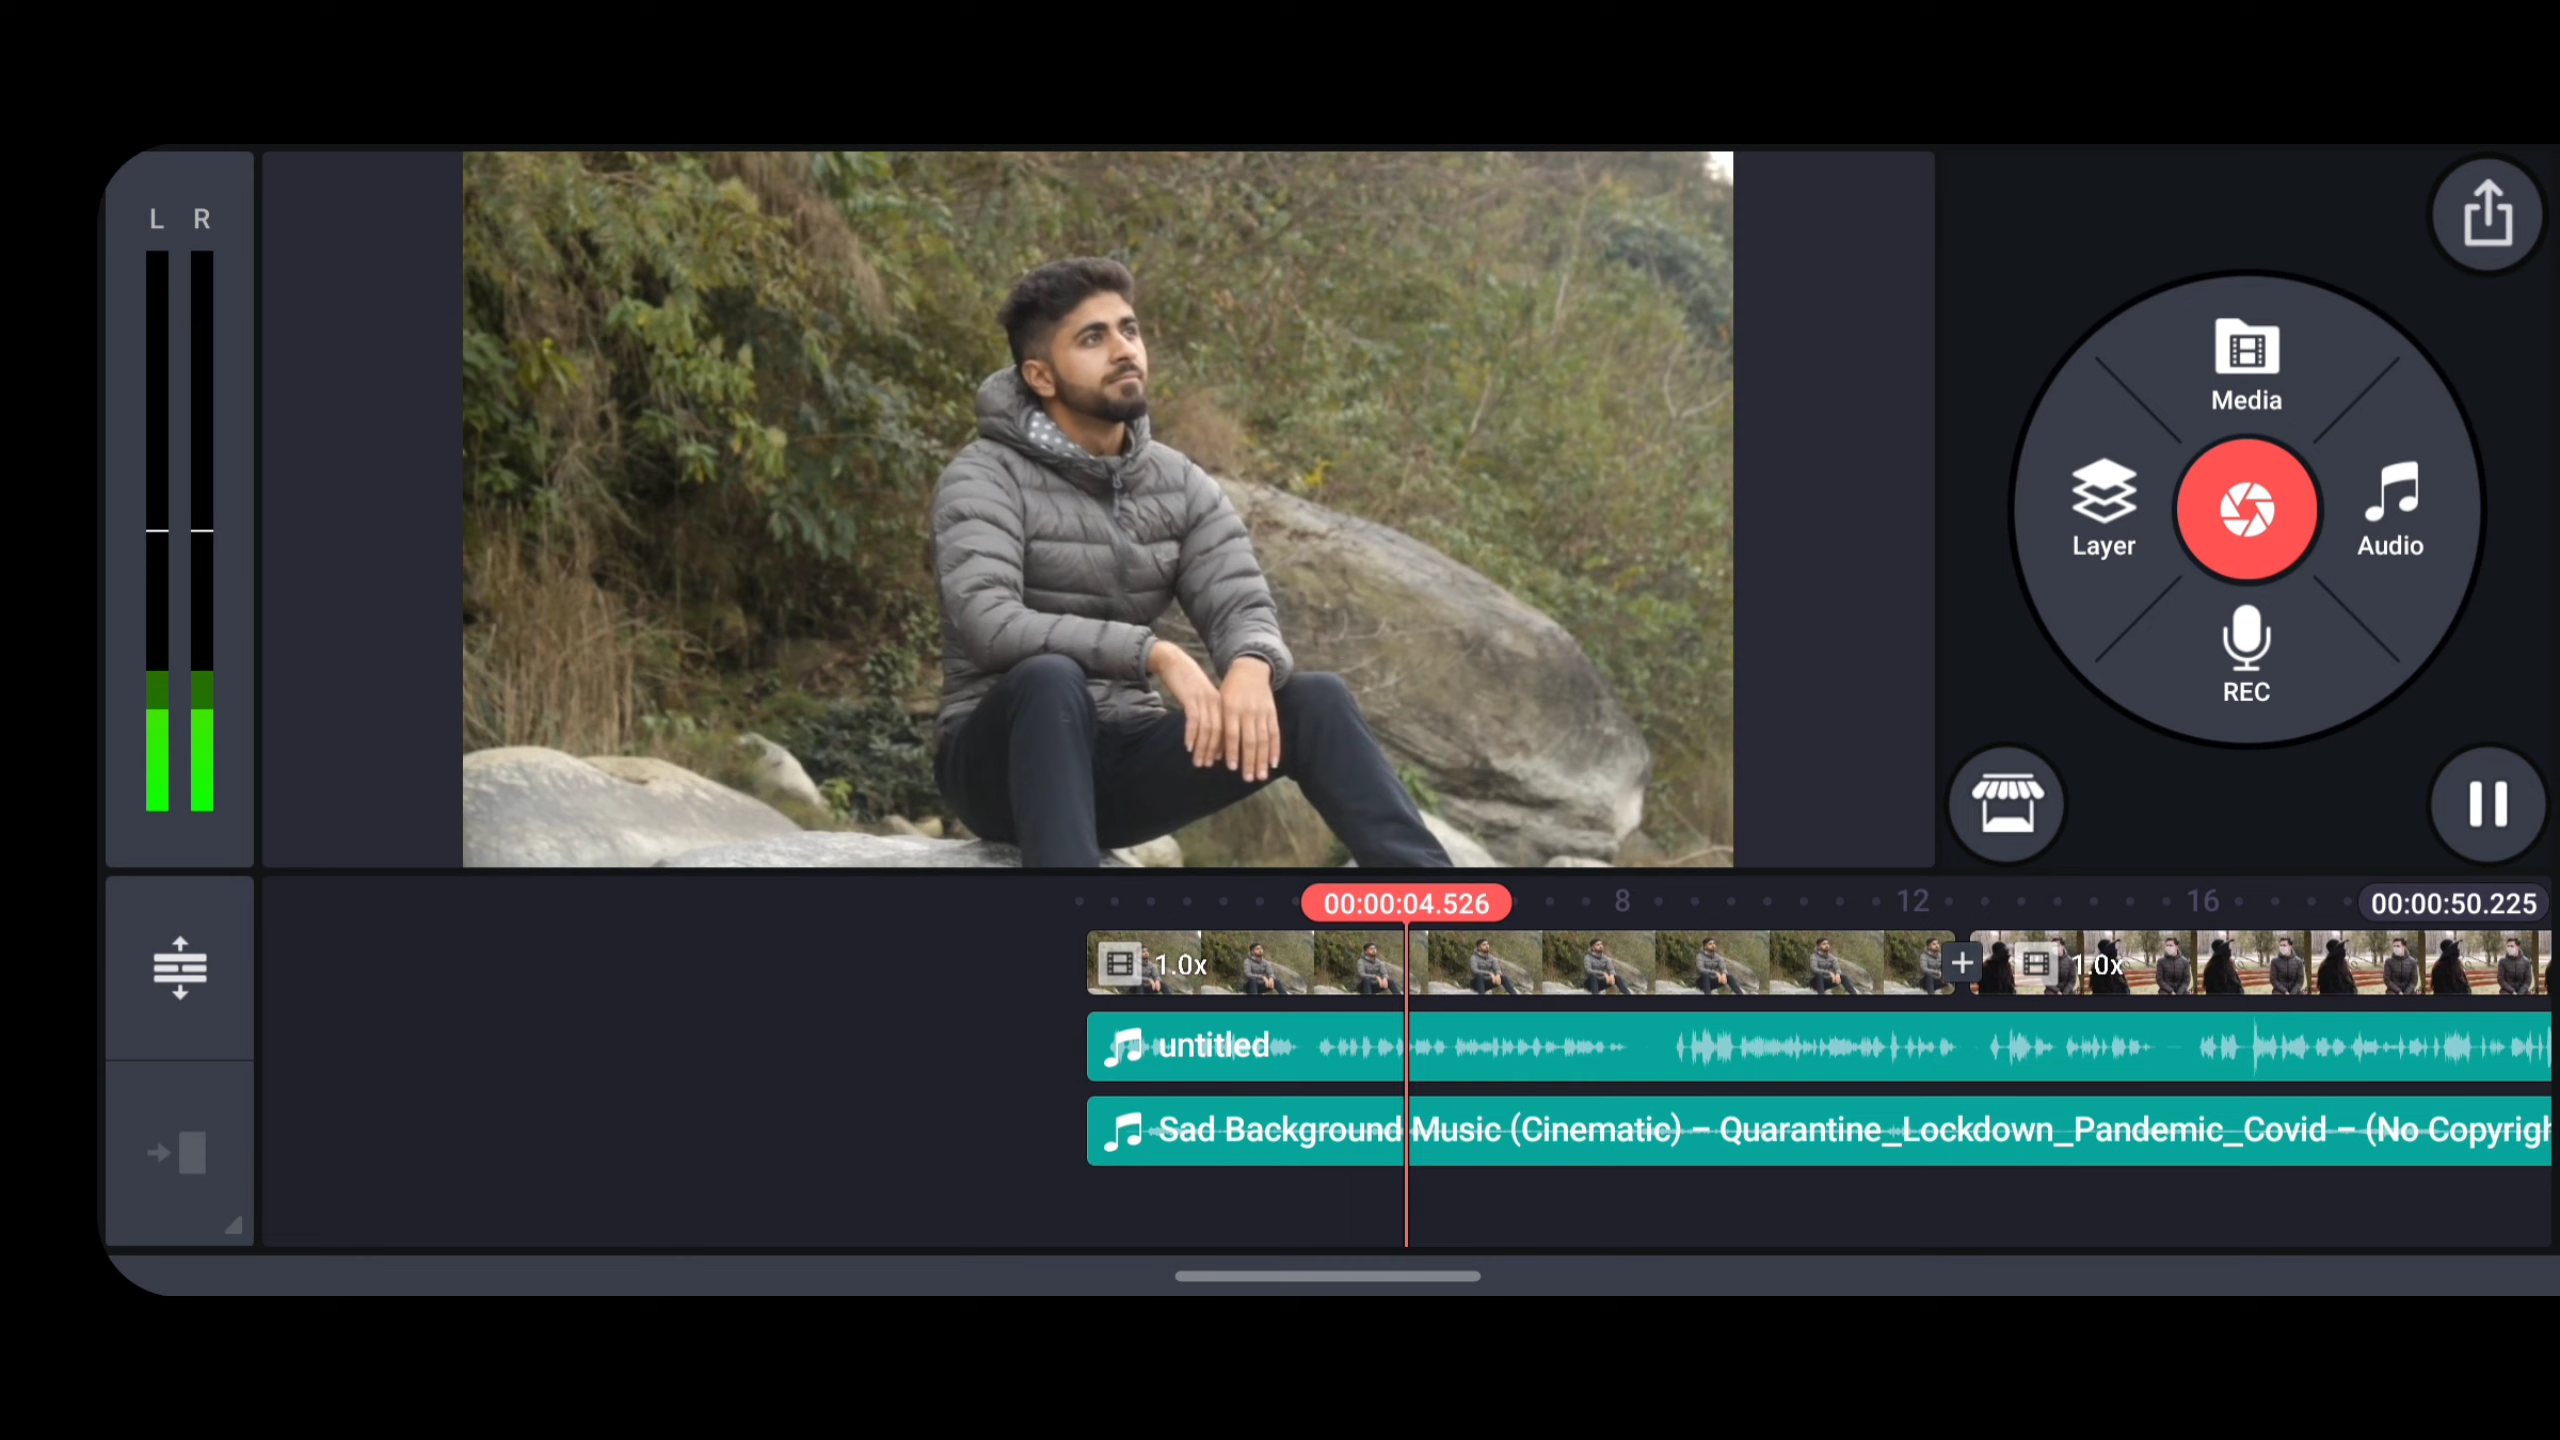 L R
Media
Layer
Audio
REC
00:00:04.526
8
12
16
00:00:50.225
1.0x
1.0x
untitled
Sad Background Music (Cinematic) – Quarantine_Lockdown_Pandemic_Covid – (No Copyrigh